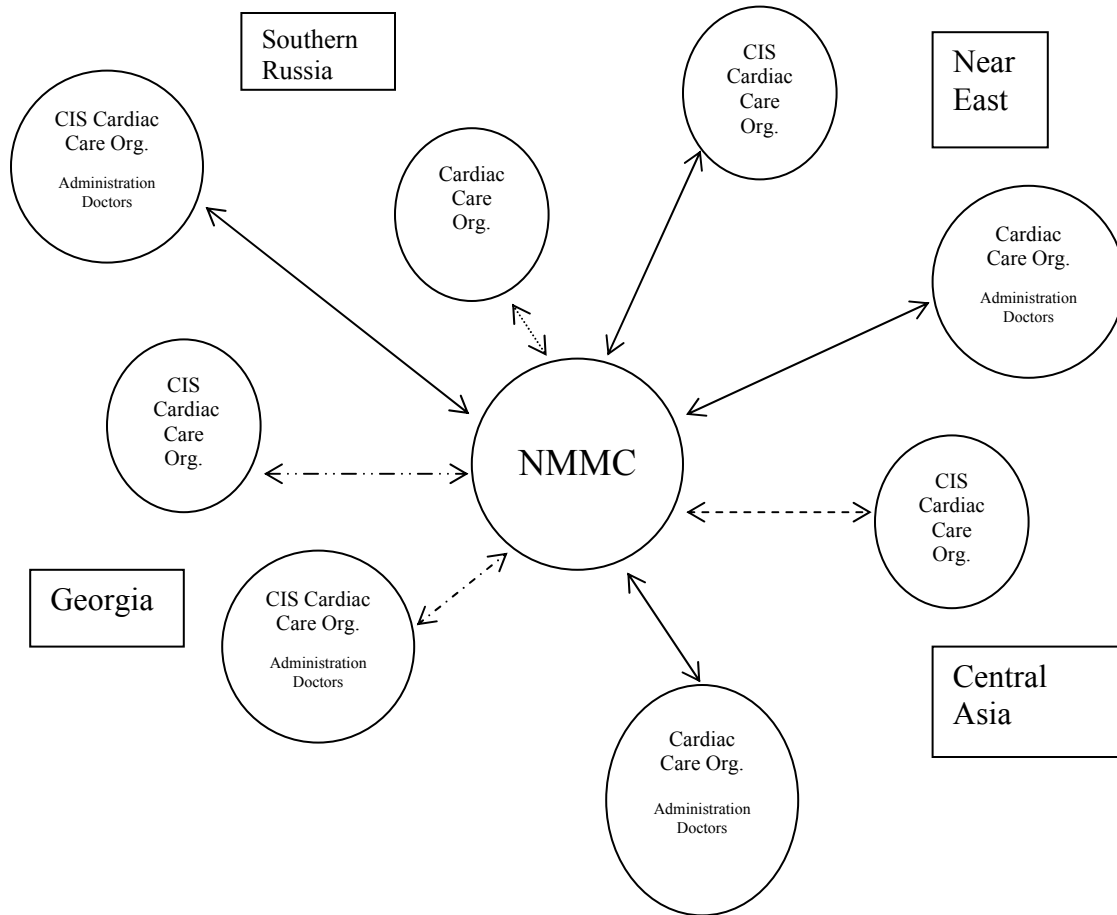 Southern
Russia
CIS
Cardiac
Care
Org.
Near
East
CIS Cardiac
Care Org.
Administration
Doctors
Cardiac
Care
Org.
Cardiac
Care Org.
Administration
Doctors
CIS
Cardiac
Care
Org.
NMMC
CIS
Cardiac
Care
Org.
Georgia
CIS Cardiac
Care Org.
Administration
Doctors
Central
Asia
Cardiac
Care Org.
Administration
Doctors